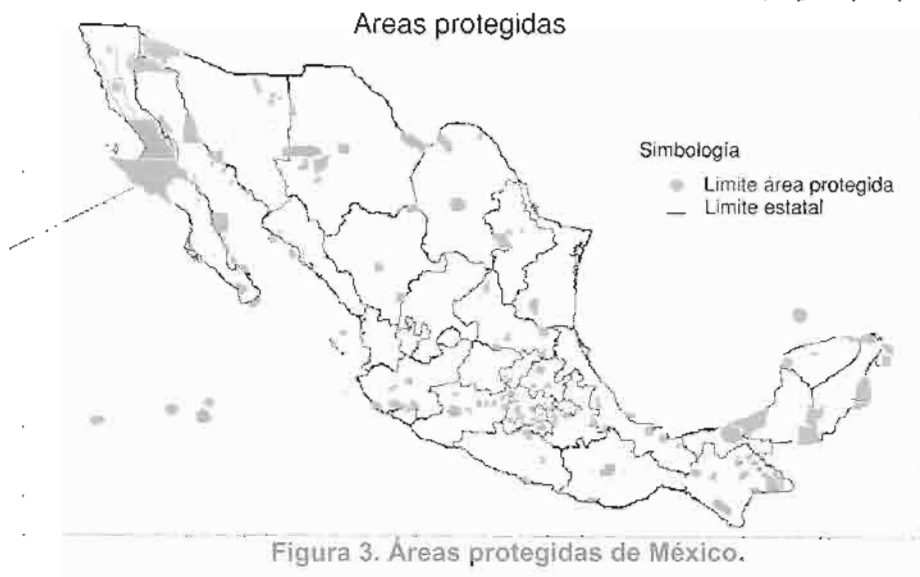 Areas protegidas
Simbología
Limite área protegida
Limite estatal
Figura 3. Áreas protegidas de México.